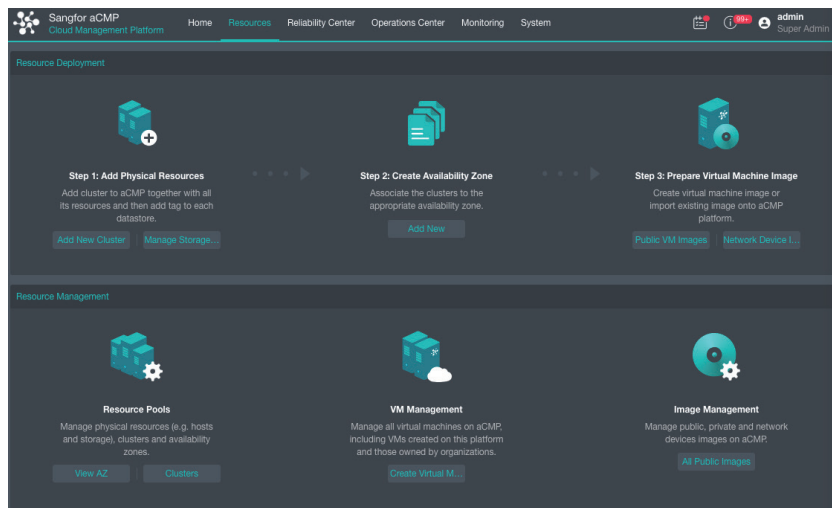 Sangfor aCMP
Cloud Management Platform
Home Resources Reliability Center Operations Center Monitoring System
99+
admin
Super Admin
Resource Deployment
Step 1: Add Physical Resources
Add cluster to aCMP together with all
its resources and then add tag to each
datastore.
Add New Cluster Manage Storage...
Step 2: Create Availability Zone
Associate the clusters to the
appropriate availability zone.
Add New
Step 3: Prepare Virtual Machine Image
Create virtual machine image or
import existing image onto aCMP
platform.
Public VM Images Network Device I...
Resource Management
Resource Pools
Manage physical resources (e.g. hosts
and storage), clusters and availability
zones.
View AZ Clusters
VM Management
Manage all virtual machines on aCMP,
including VMs created on this platform
and those owned by organizations.
Create Virtual M...
Image Management
Manage public, private and network
devices images on aCMP.
All Public Images